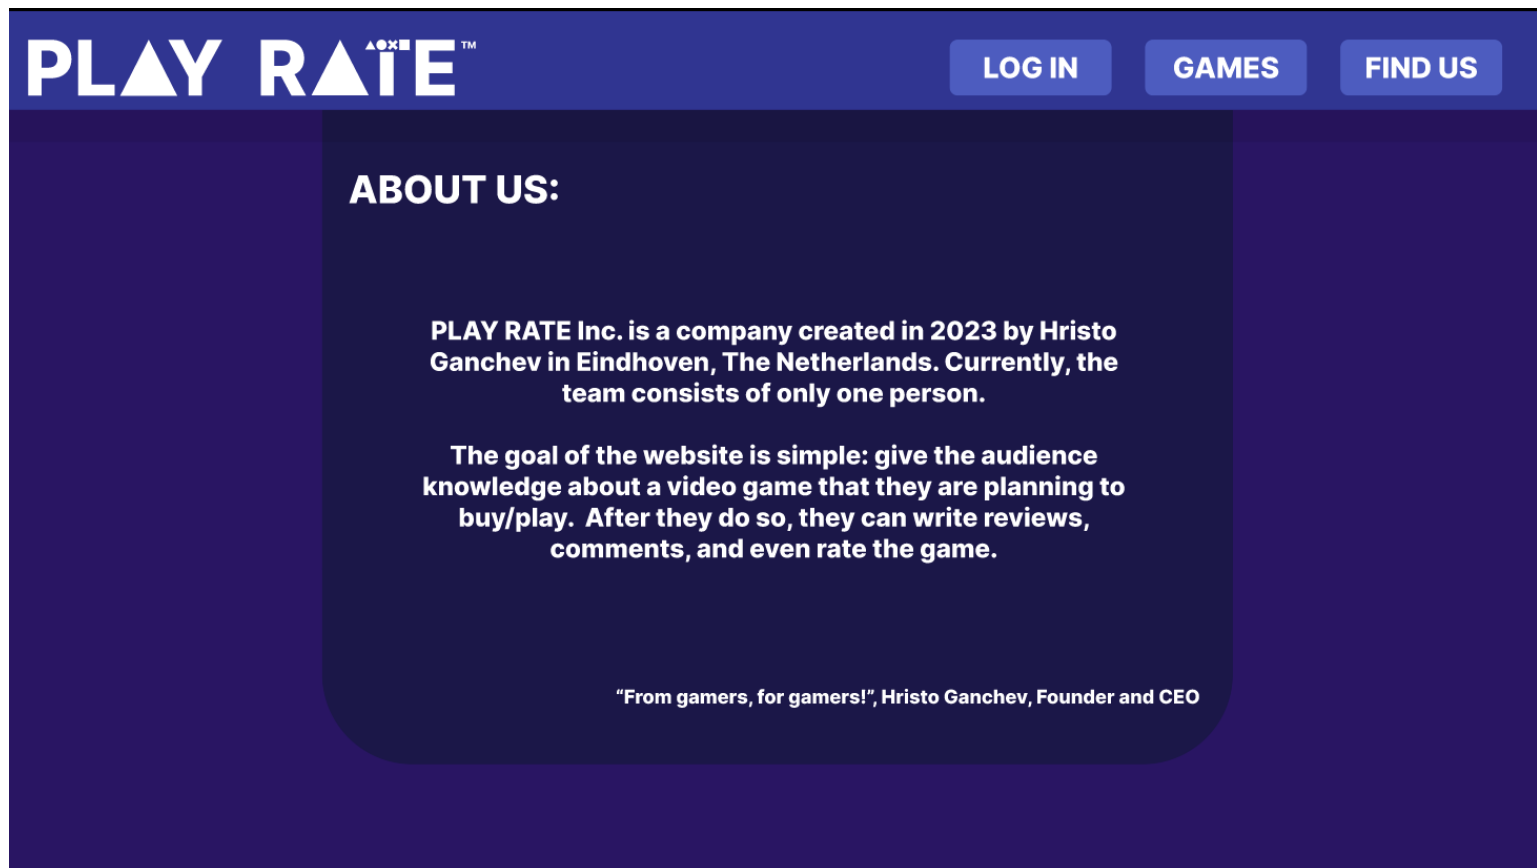 PLAY RATE™
LOG IN
GAMES
FIND US
ABOUT US:
PLAY RATE Inc. is a company created in 2023 by Hristo
Ganchev in Eindhoven, The Netherlands. Currently, the
team consists of only one person.
The goal of the website is simple: give the audience
knowledge about a video game that they are planning to
buy/play.  After they do so, they can write reviews,
comments, and even rate the game.
“From gamers, for gamers!”, Hristo Ganchev, Founder and CEO